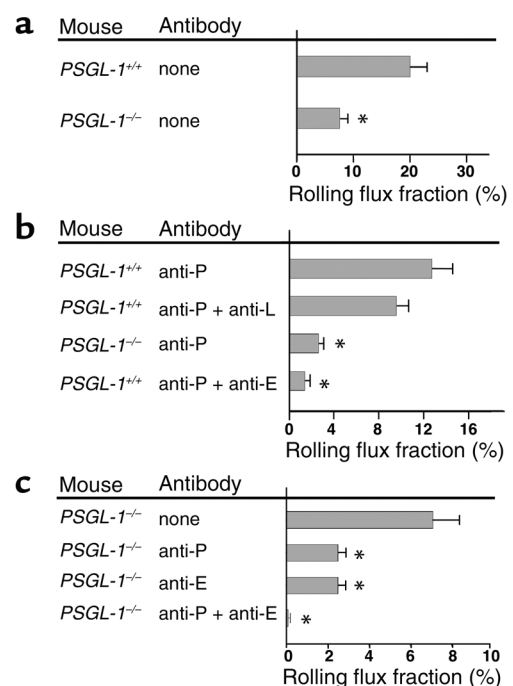 a Mouse Antibody
PSGL-1+/+ none
PSGL-1–/– none *
0 10 20 30
Rolling flux fraction (%)
b Mouse Antibody
PSGL-1+/+ anti-P
PSGL-1+/+ anti-P + anti-L
PSGL-1–/– anti-P *
PSGL-1+/+ anti-P + anti-E *
0 4 8 12 16
Rolling flux fraction (%)
c Mouse Antibody
PSGL-1–/– none
PSGL-1–/– anti-P *
PSGL-1–/– anti-E *
PSGL-1–/– anti-P + anti-E *
0 2 4 6 8 10
Rolling flux fraction (%)